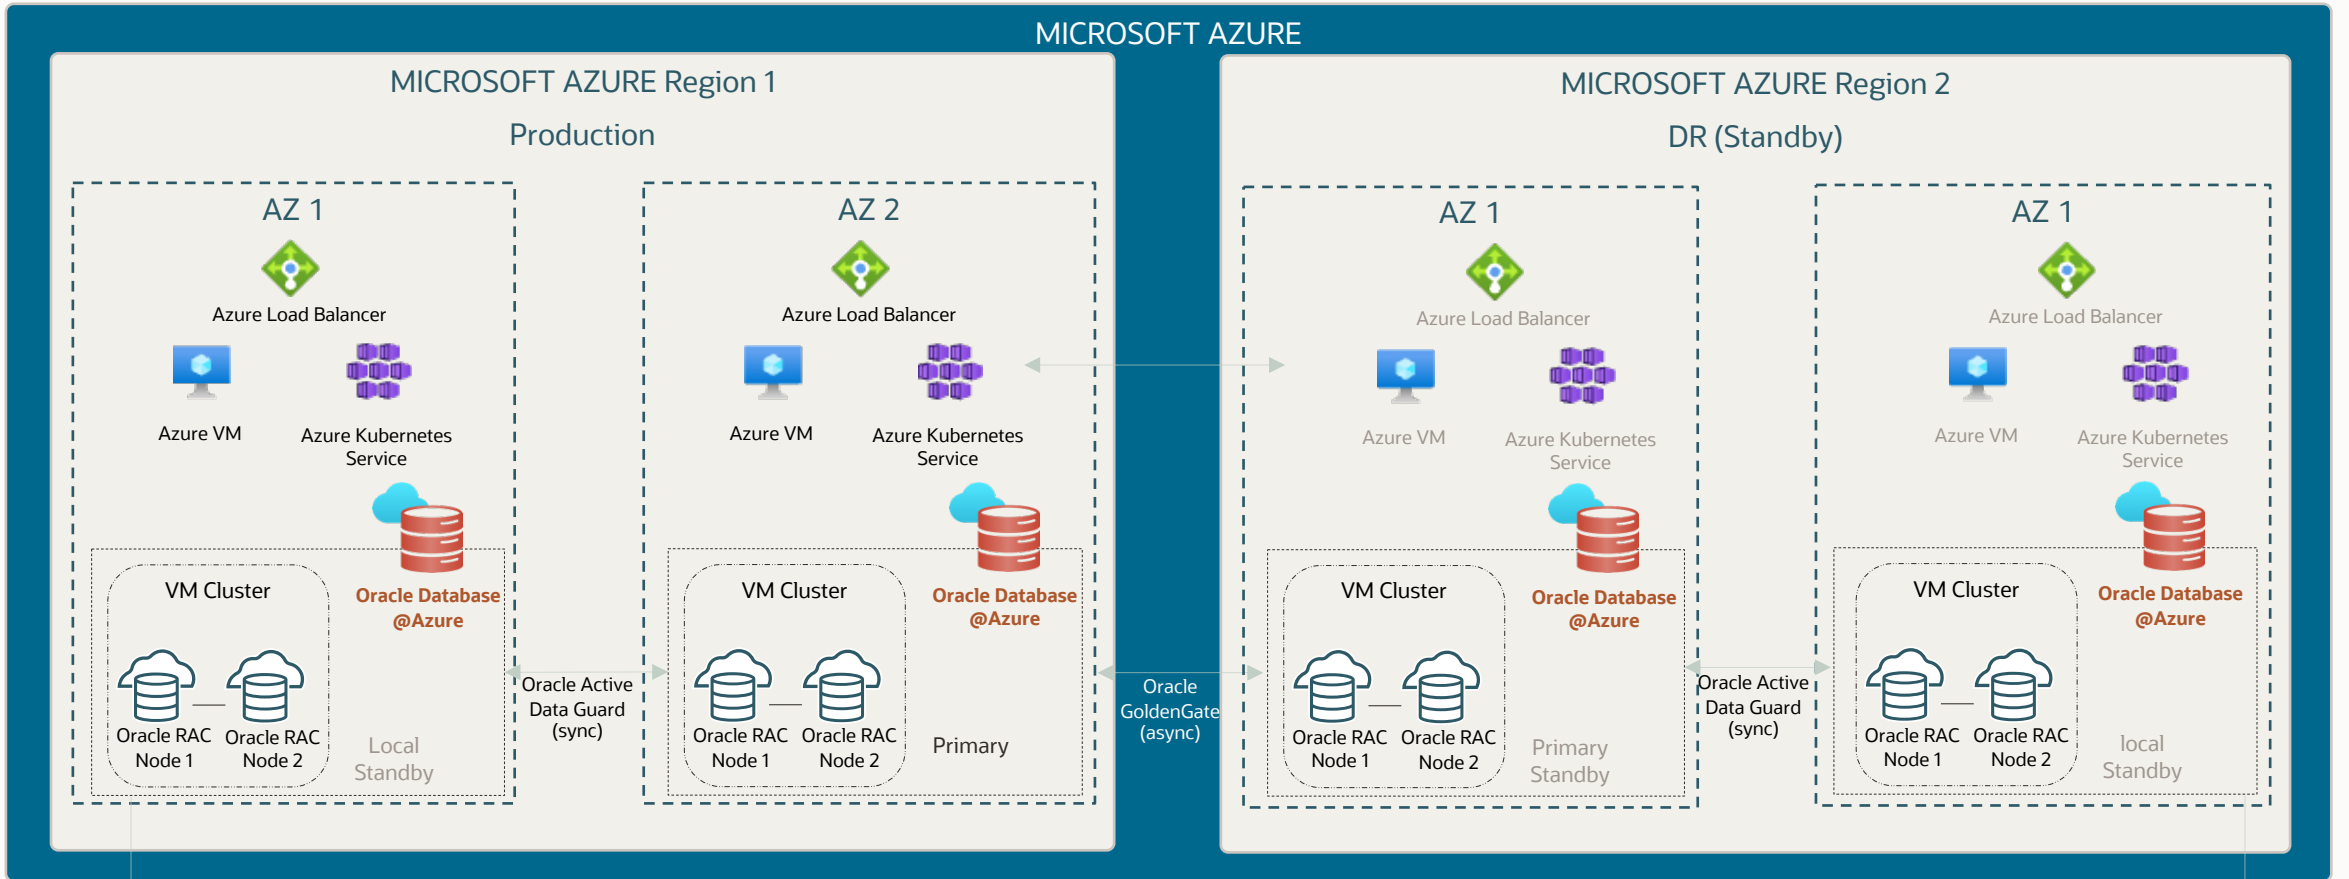 MICROSOFT AZURE
MICROSOFT AZURE Region 1
Production
AZ 1
Azure Load Balancer
Azure VM
Azure Kubernetes
Service
VM Cluster
Oracle Database
@Azure
Oracle RAC
Node 1
Oracle RAC
Node 2
Local
Standby
Oracle Active
Data Guard
(sync)
AZ 2
Azure Load Balancer
Azure VM
Azure Kubernetes
Service
VM Cluster
Oracle Database
@Azure
Oracle RAC
Node 1
Oracle RAC
Node 2
Primary
Oracle
GoldenGate
(async)
MICROSOFT AZURE Region 2
DR (Standby)
AZ 1
Azure Load Balancer
Azure VM
Azure Kubernetes
Service
VM Cluster
Oracle Database
@Azure
Oracle RAC
Node 1
Oracle RAC
Node 2
Primary
Standby
Oracle Active
Data Guard
(sync)
AZ 1
Azure Load Balancer
Azure VM
Azure Kubernetes
Service
VM Cluster
Oracle Database
@Azure
Oracle RAC
Node 1
Oracle RAC
Node 2
local
Standby